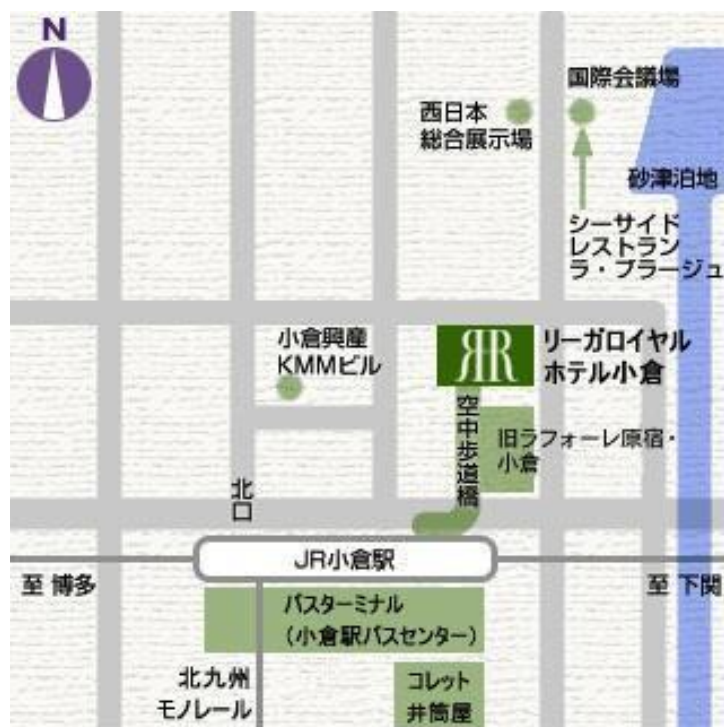 N
国際会議場
西日本
総合展示場
砂津泊地
シーサイド
レストラン
ラ・プラージュ
小倉興産
KMMビル
リーガロイヤル
ホテル小倉
空中歩道橋
旧ラフォーレ原宿・
小倉
北口
JR小倉駅
至 博多
至 下関
バスターミナル
(小倉駅バスセンター)
北九州
モノレール
コレット
井筒屋